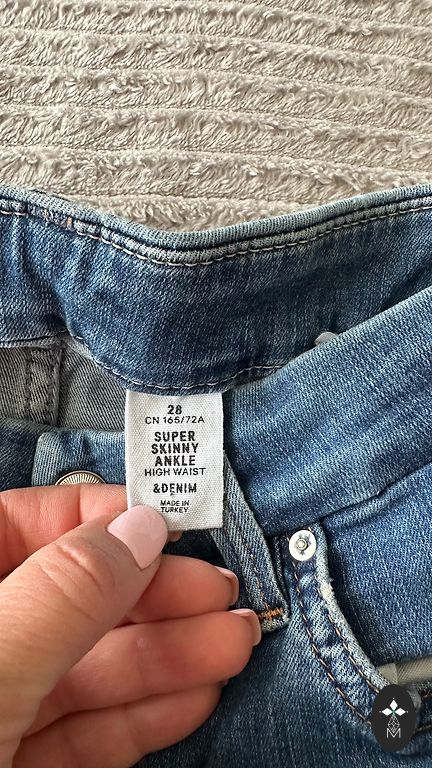 28
CN 165/72A
SUPER
SKINNY
ANKLE
HIGH WAIST
&DENIM
MADE IN
TURKEY
M